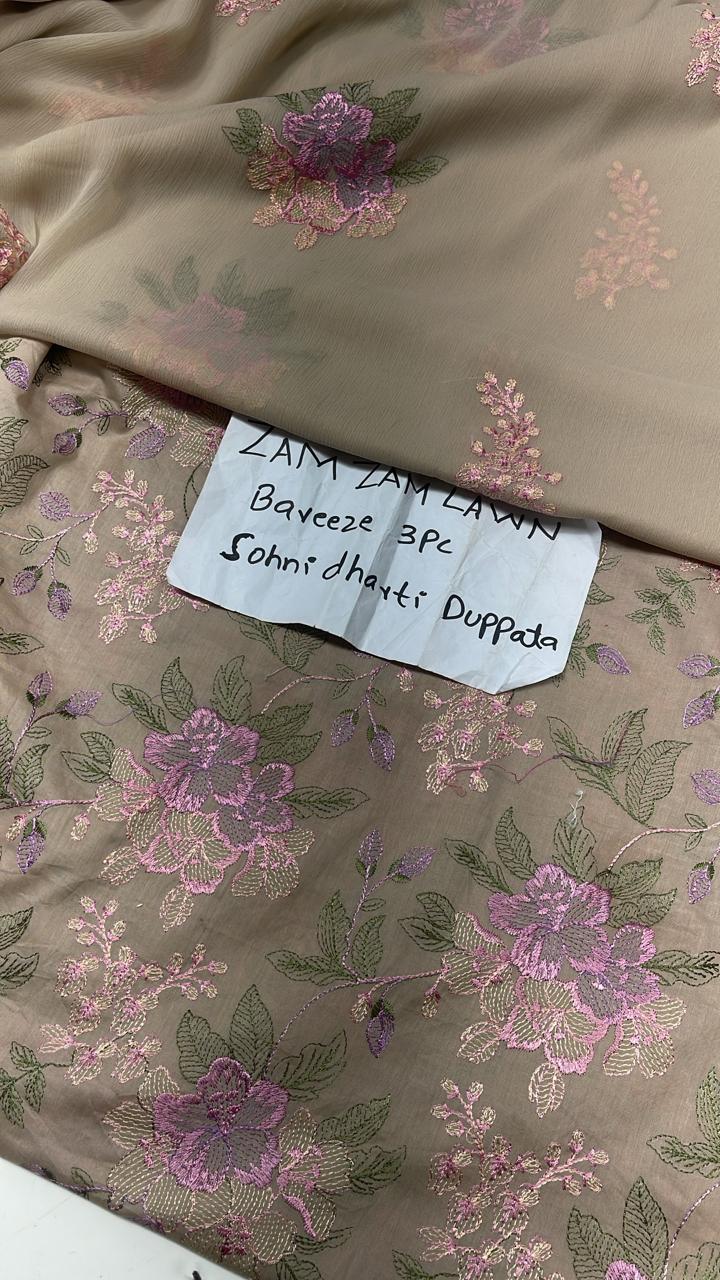 ZAM ZAM LAWN
Baveeze 3Pc
Sohni dharti Duppata